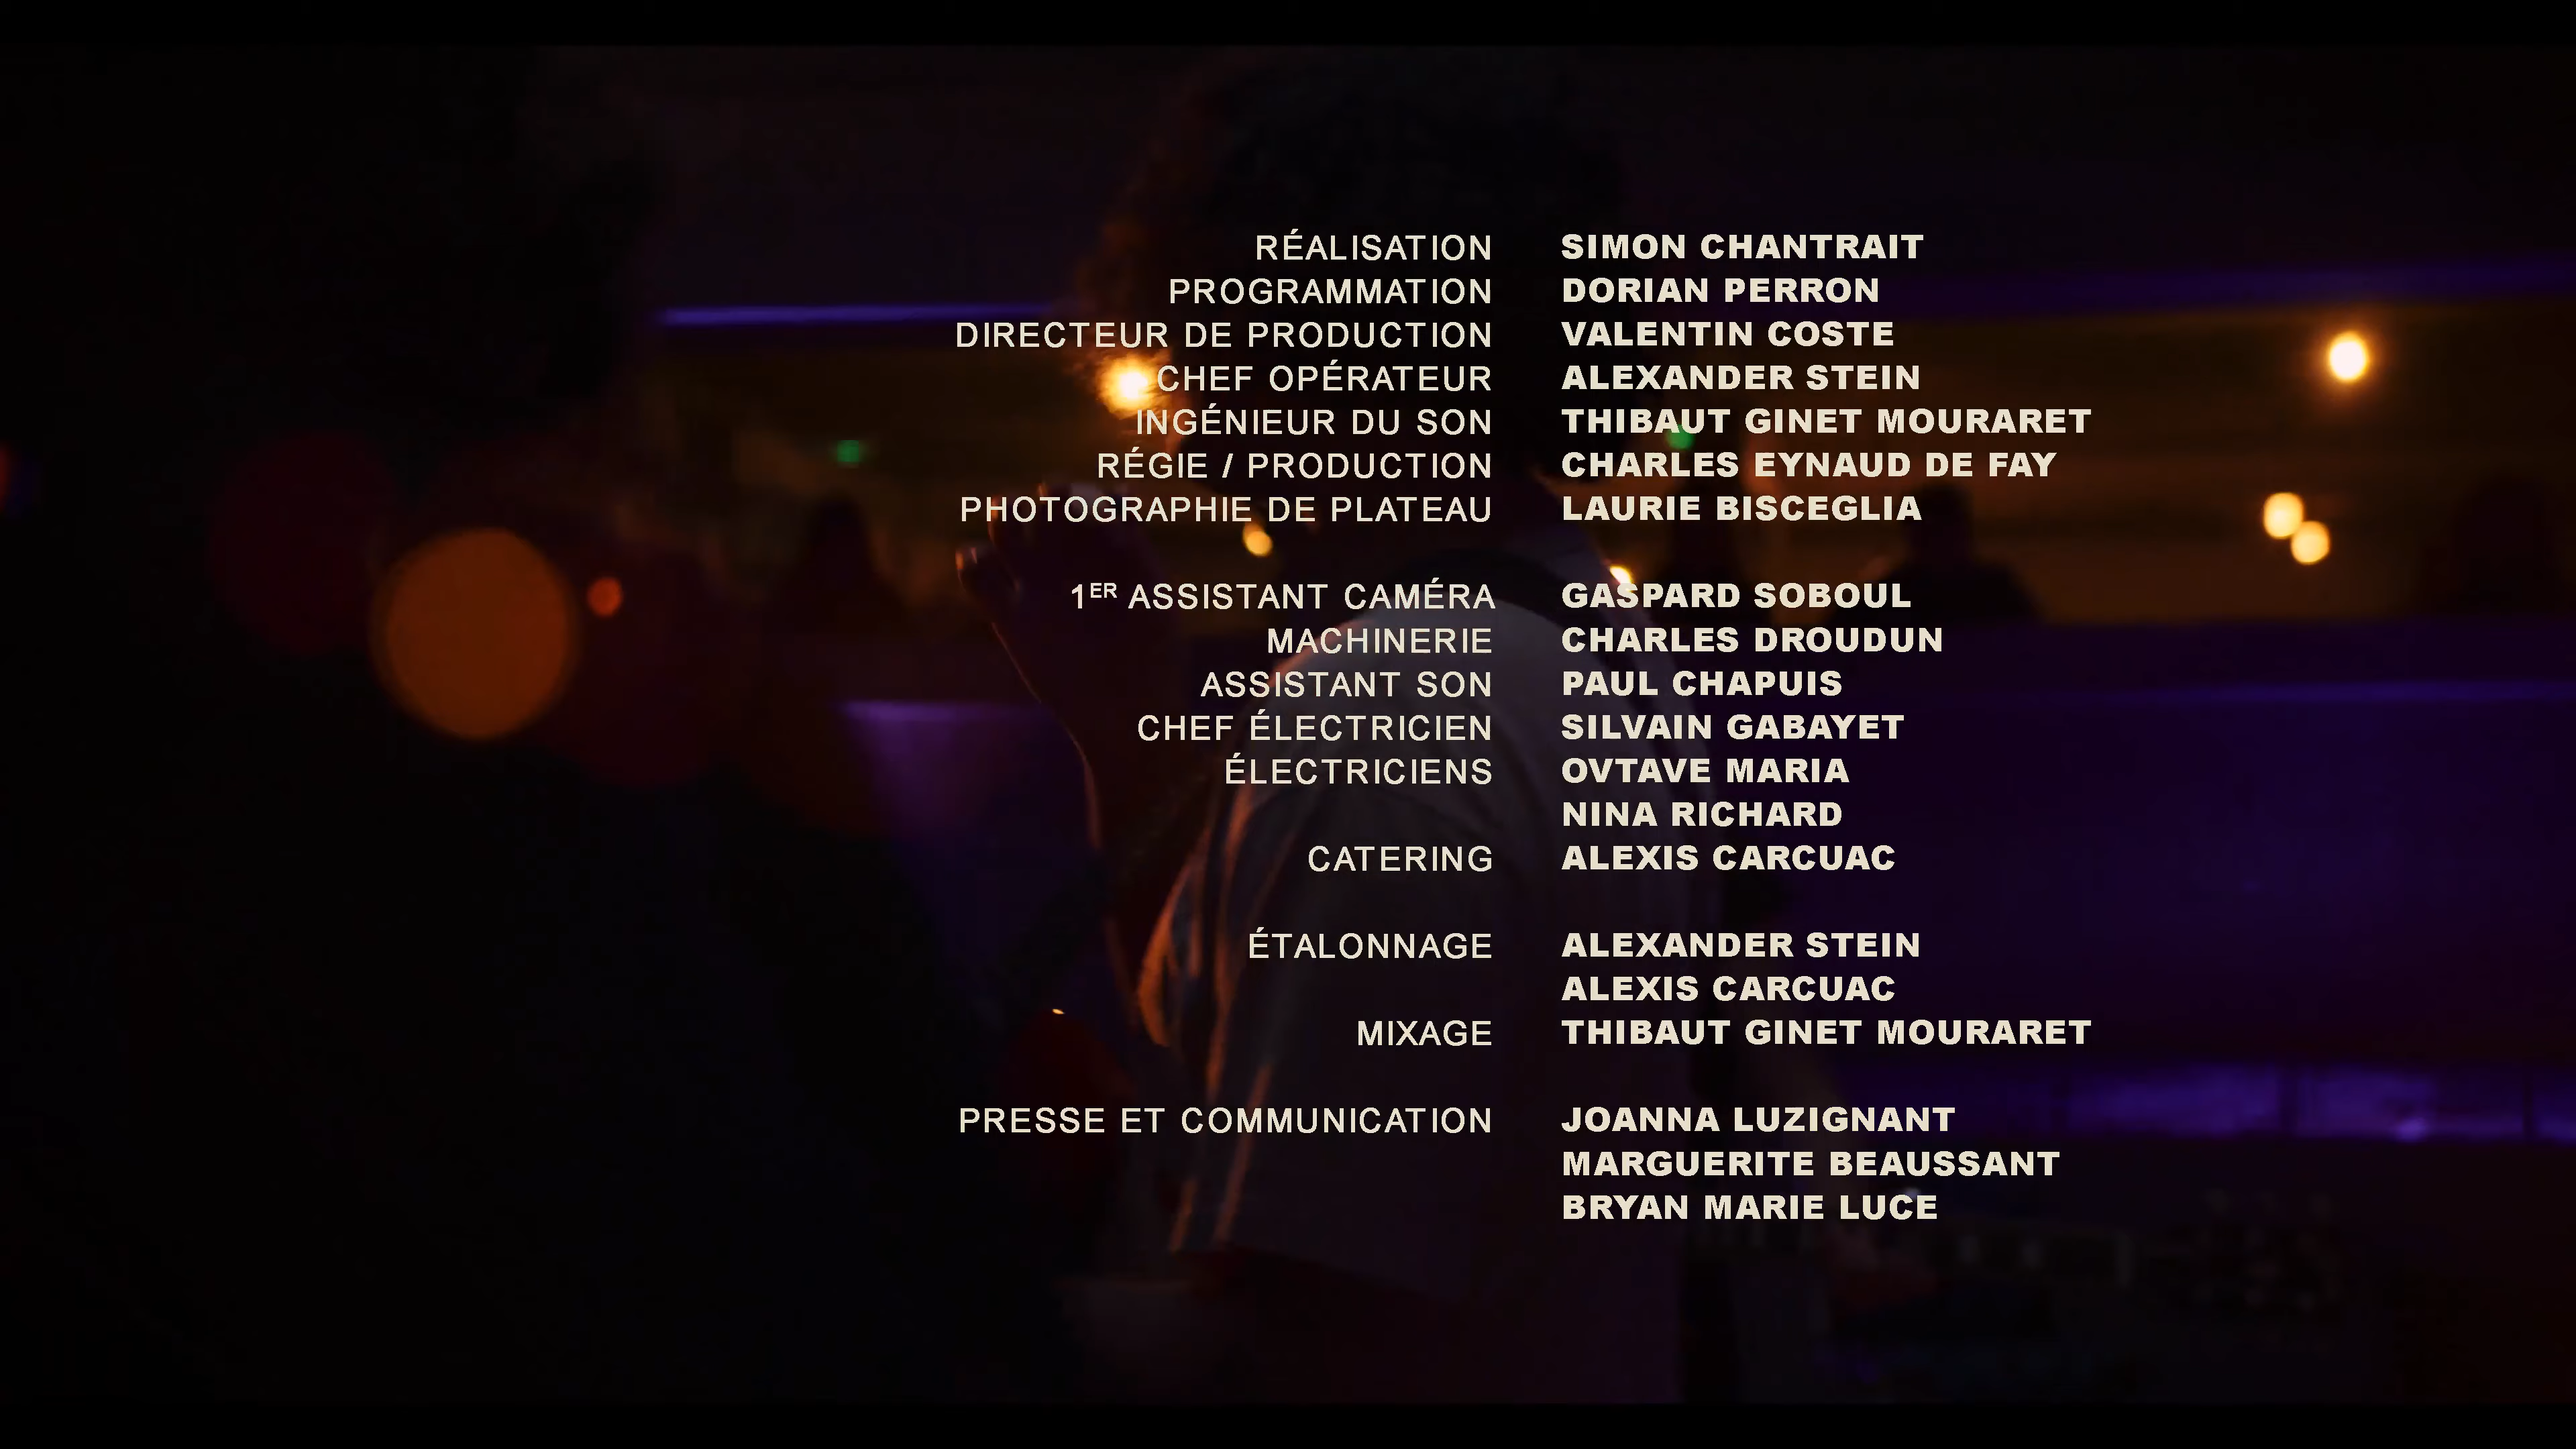 RÉALISATION SIMON CHANTRAIT
PROGRAMMATION DORIAN PERRON
DIRECTEUR DE PRODUCTION VALENTIN COSTE
CHEF OPÉRATEUR ALEXANDER STEIN
INGÉNIEUR DU SON THIBAUT GINET MOURARET
RÉGIE / PRODUCTION CHARLES EYNAUD DE FAY
PHOTOGRAPHIE DE PLATEAU LAURIE BISCEGLIA
1ER ASSISTANT CAMÉRA GASPARD SOBOUL
MACHINERIE CHARLES DROUDUN
ASSISTANT SON PAUL CHAPUIS
CHEF ÉLECTRICIEN SILVAIN GABAYET
ÉLECTRICIENS OVTAVE MARIA
NINA RICHARD
CATERING ALEXIS CARCUAC
ÉTALONNAGE ALEXANDER STEIN
ALEXIS CARCUAC
MIXAGE THIBAUT GINET MOURARET
PRESSE ET COMMUNICATION JOANNA LUZIGNANT
MARGUERITE BEAUSSANT
BRYAN MARIE LUCE